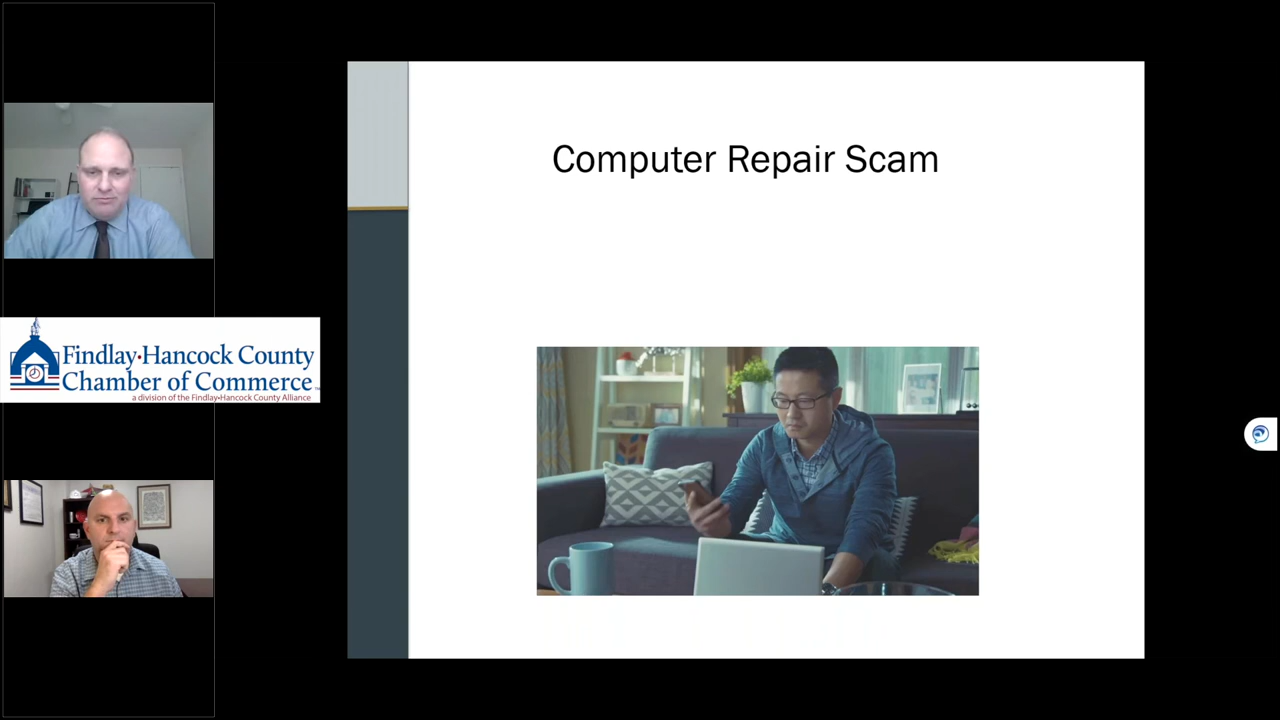 Computer Repair Scam
Findlay•Hancock County
Chamber of Commerce
a division of the Findlay•Hancock County Alliance